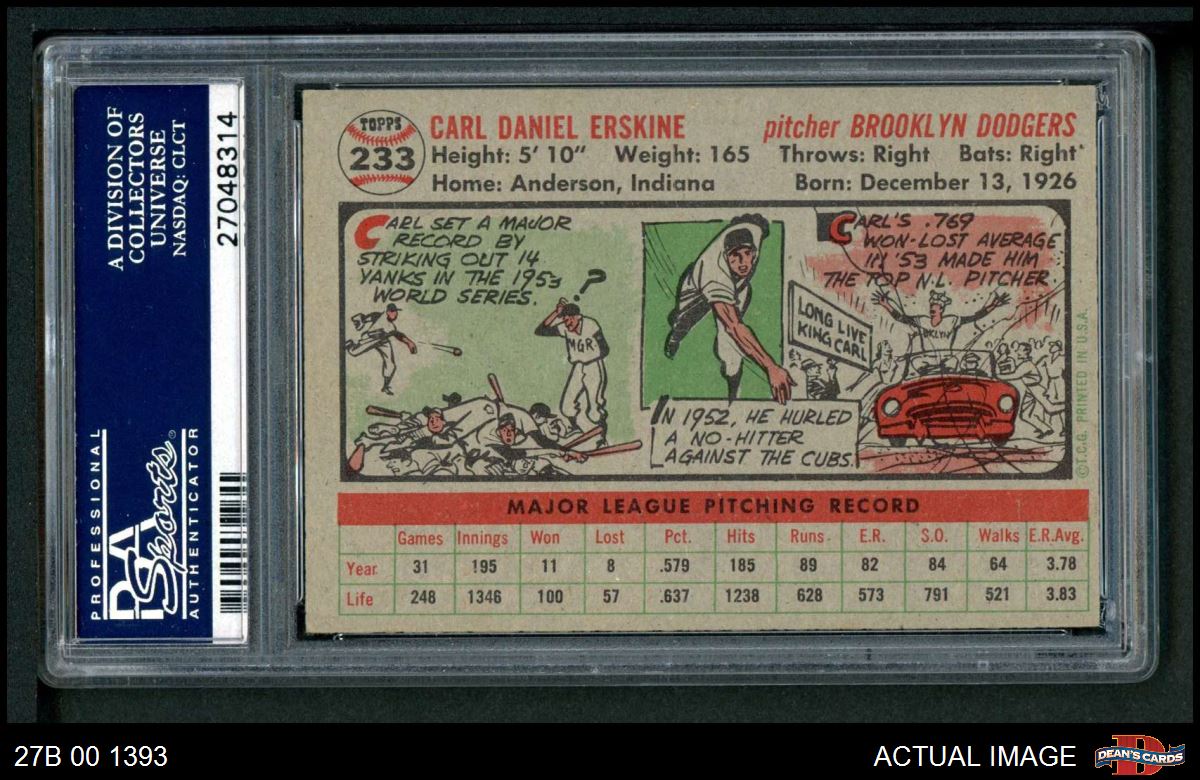 A DIVISION OF
COLLECTORS
UNIVERSE
NASDAQ: CLCT
27048314
PROFESSIONAL
PSA
Sports®
AUTHENTICATOR
TOPPS
233
CARL DANIEL ERSKINE pitcher BROOKLYN DODGERS
Height: 5' 10" Weight: 165 Throws: Right Bats: Right
Home: Anderson, Indiana Born: December 13, 1926
CARL SET A MAJOR
RECORD BY
STRIKING OUT 14
YANKS IN THE 1953
WORLD SERIES.
?
MGR
IN 1952, HE HURLED
A NO-HITTER
AGAINST THE CUBS.
CARL'S .769
WON-LOST AVERAGE
IN '53 MADE HIM
THE TOP N.L. PITCHER
LONG LIVE
KING CARL
©T.C.G. PRINTED IN U.S.A.
MAJOR LEAGUE PITCHING RECORD
Games Innings Won Lost Pct. Hits Runs E.R. S.O. Walks E.R.Avg.
Year 31 195 11 8 .579 185 89 82 84 64 3.78
Life 248 1346 100 57 .637 1238 628 573 791 521 3.83
27B 00 1393
ACTUAL IMAGE
DEAN'S CARDS